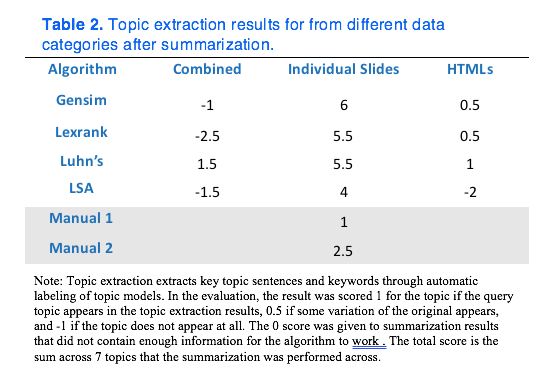 Table 2. Topic extraction results for from different data
categories after summarization.
Algorithm Combined Individual Slides HTMLs
Gensim -1 6 0.5
Lexrank -2.5 5.5 0.5
Luhn's 1.5 5.5 1
LSA -1.5 4 -2
Manual 1 1
Manual 2 2.5
Note: Topic extraction extracts key topic sentences and keywords through automatic
labeling of topic models. In the evaluation, the result was scored 1 for the topic if the query
topic appears in the topic extraction results, 0.5 if some variation of the original appears,
and -1 if the topic does not appear at all. The 0 score was given to summarization results
that did not contain enough information for the algorithm to work . The total score is the
sum across 7 topics that the summarization was performed across.